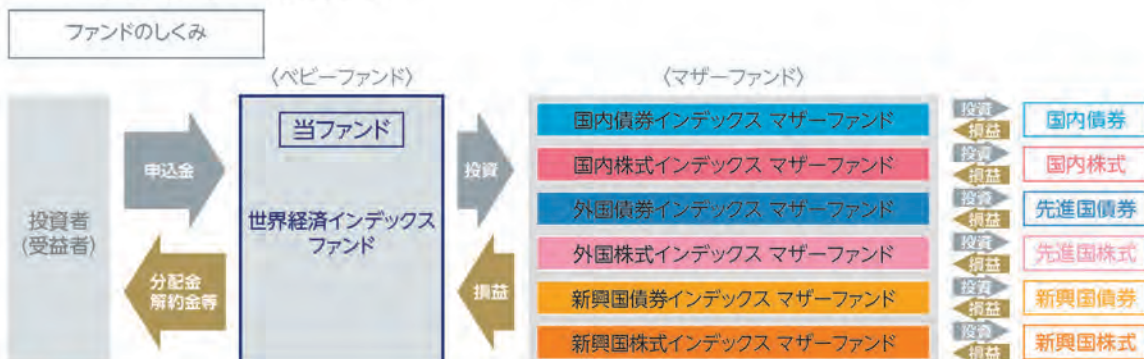 ファンドのしくみ
〈ベビーファンド〉
〈マザーファンド〉
投資者
(受益者)
申込金
分配金
解約金等
当ファンド
世界経済インデックス
ファンド
投資
損益
国内債券インデックス マザーファンド
投資
損益
国内債券
国内株式インデックス マザーファンド
投資
損益
国内株式
外国債券インデックス マザーファンド
投資
損益
先進国債券
外国株式インデックス マザーファンド
投資
損益
先進国株式
新興国債券インデックス マザーファンド
投資
損益
新興国債券
新興国株式インデックス マザーファンド
投資
損益
新興国株式